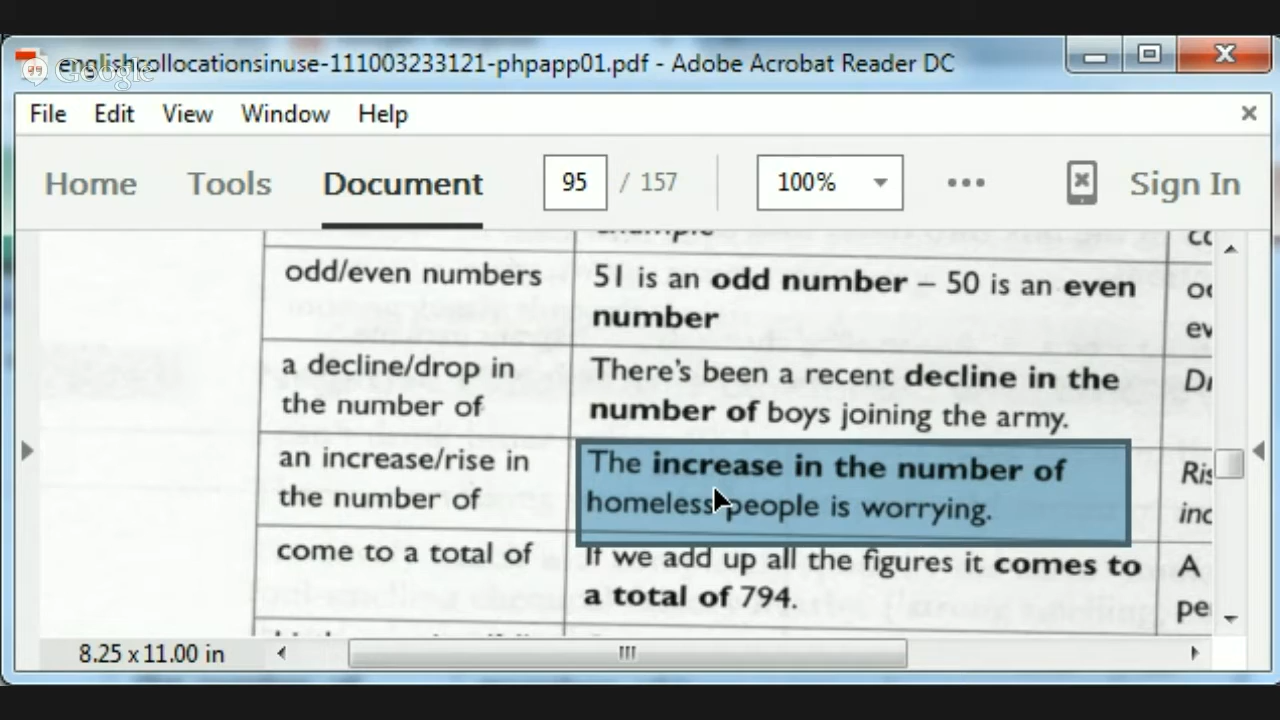 englishcollocationsinuse-111003233121-phpapp01.pdf - Adobe Acrobat Reader DC
Google
File Edit View Window Help
Home Tools Document 95 / 157 100% Sign In
example
odd/even numbers
51 is an odd number – 50 is an even
number
a decline/drop in
the number of
There's been a recent decline in the
number of boys joining the army.
an increase/rise in
the number of
The increase in the number of
homeless people is worrying.
come to a total of
If we add up all the figures it comes to
a total of 794.
A
8.25 x 11.00 in